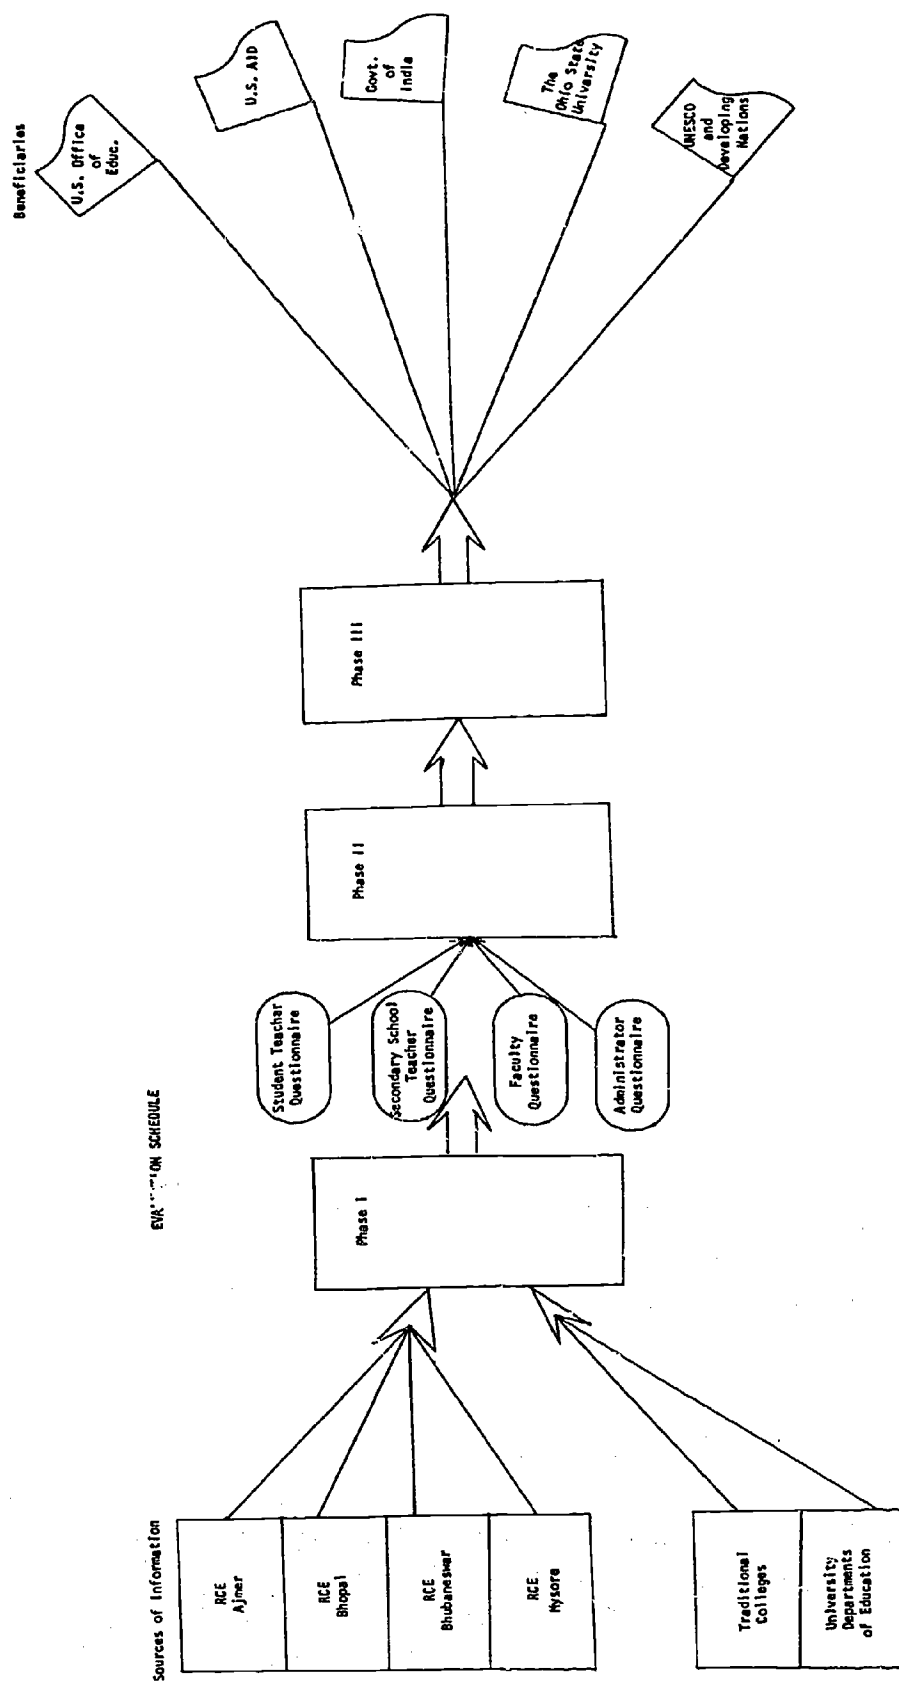 EVALUATION SCHEDULE
Sources of Information
RCE
Ajmer
RCE
Bhopal
RCE
Bhubaneswar
RCE
Mysore
Traditional
Colleges
University
Departments
of Education
Phase I
Student Teacher
Questionnaire
Secondary School
Teacher
Questionnaire
Faculty
Questionnaire
Administrator
Questionnaire
Phase II
Phase III
Beneficiaries
U.S. Office
of
Educ.
U.S. AID
Govt.
of
India
The
Ohio State
University
UNESCO
and
Developing
Nations